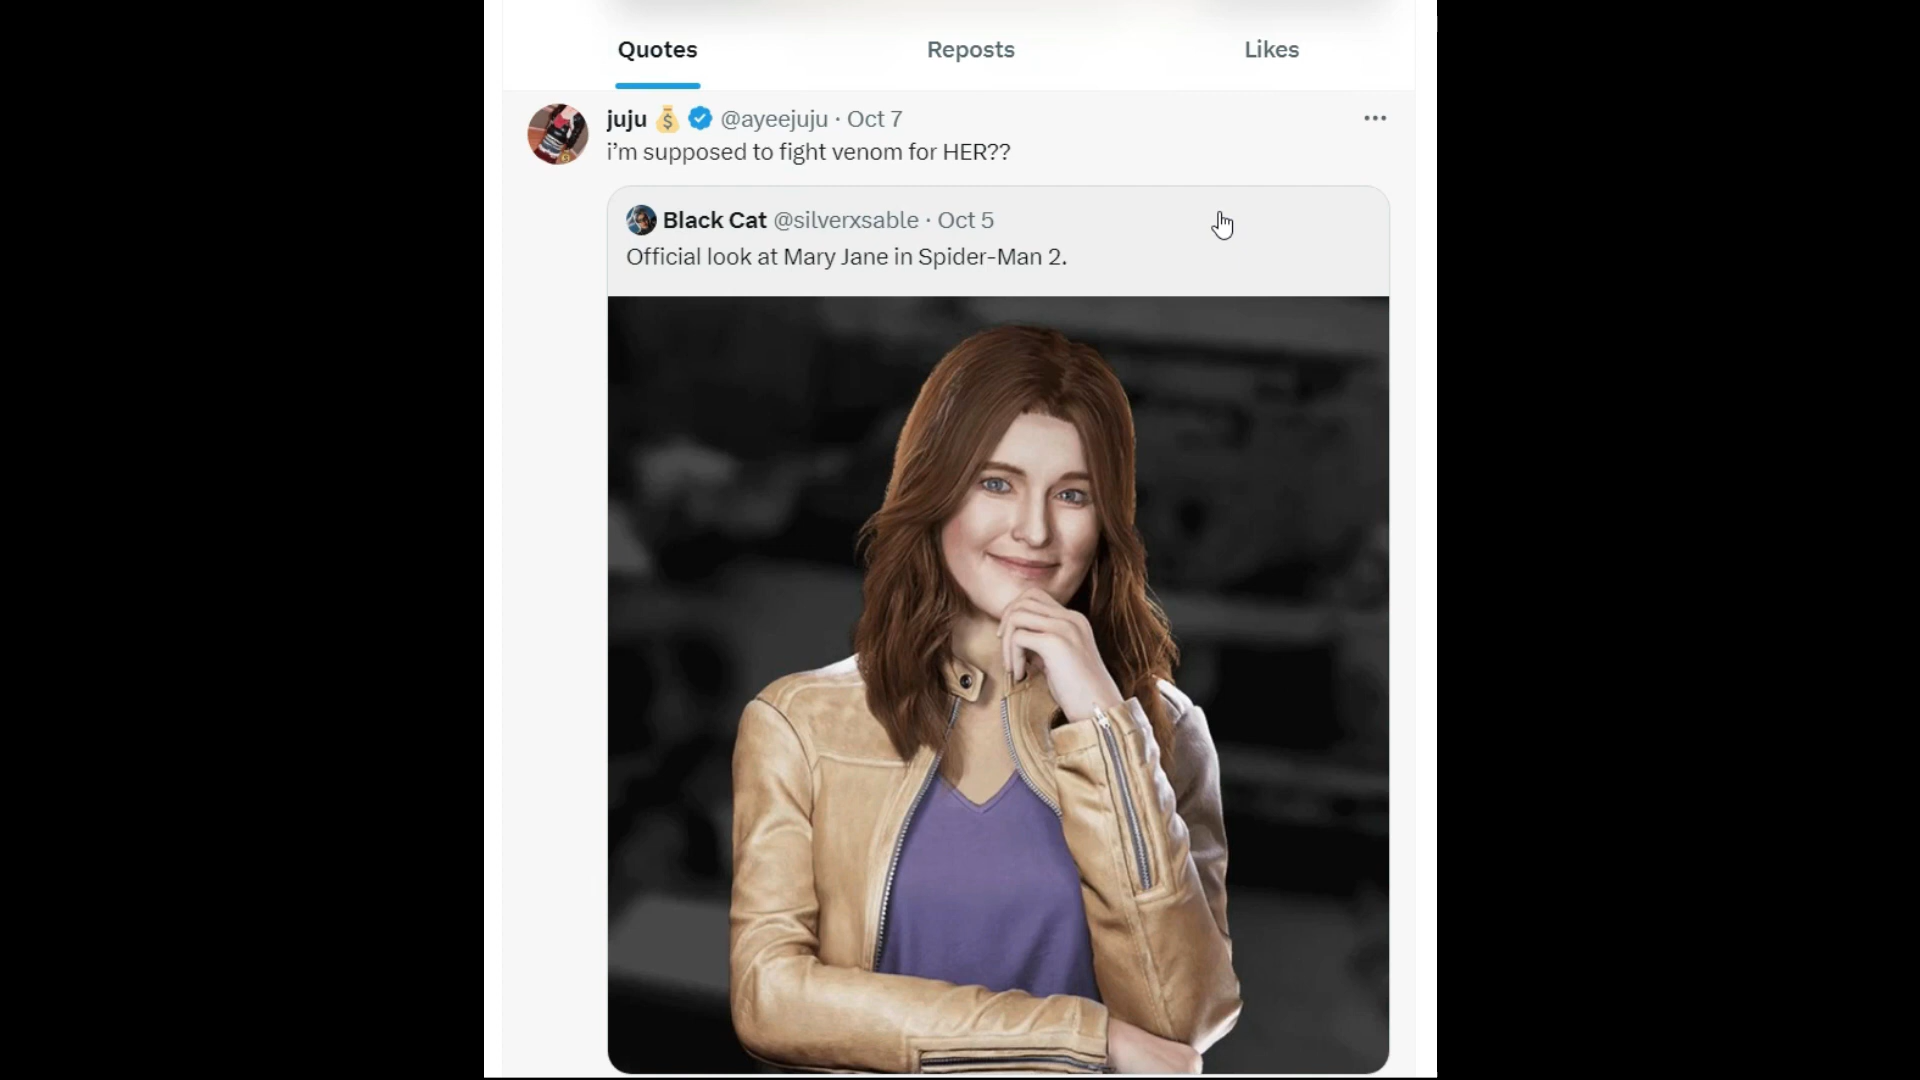 Quotes Reposts Likes
juju 💰 @ayeejuju · Oct 7
i’m supposed to fight venom for HER??
Black Cat @silverxsable · Oct 5
Official look at Mary Jane in Spider-Man 2.